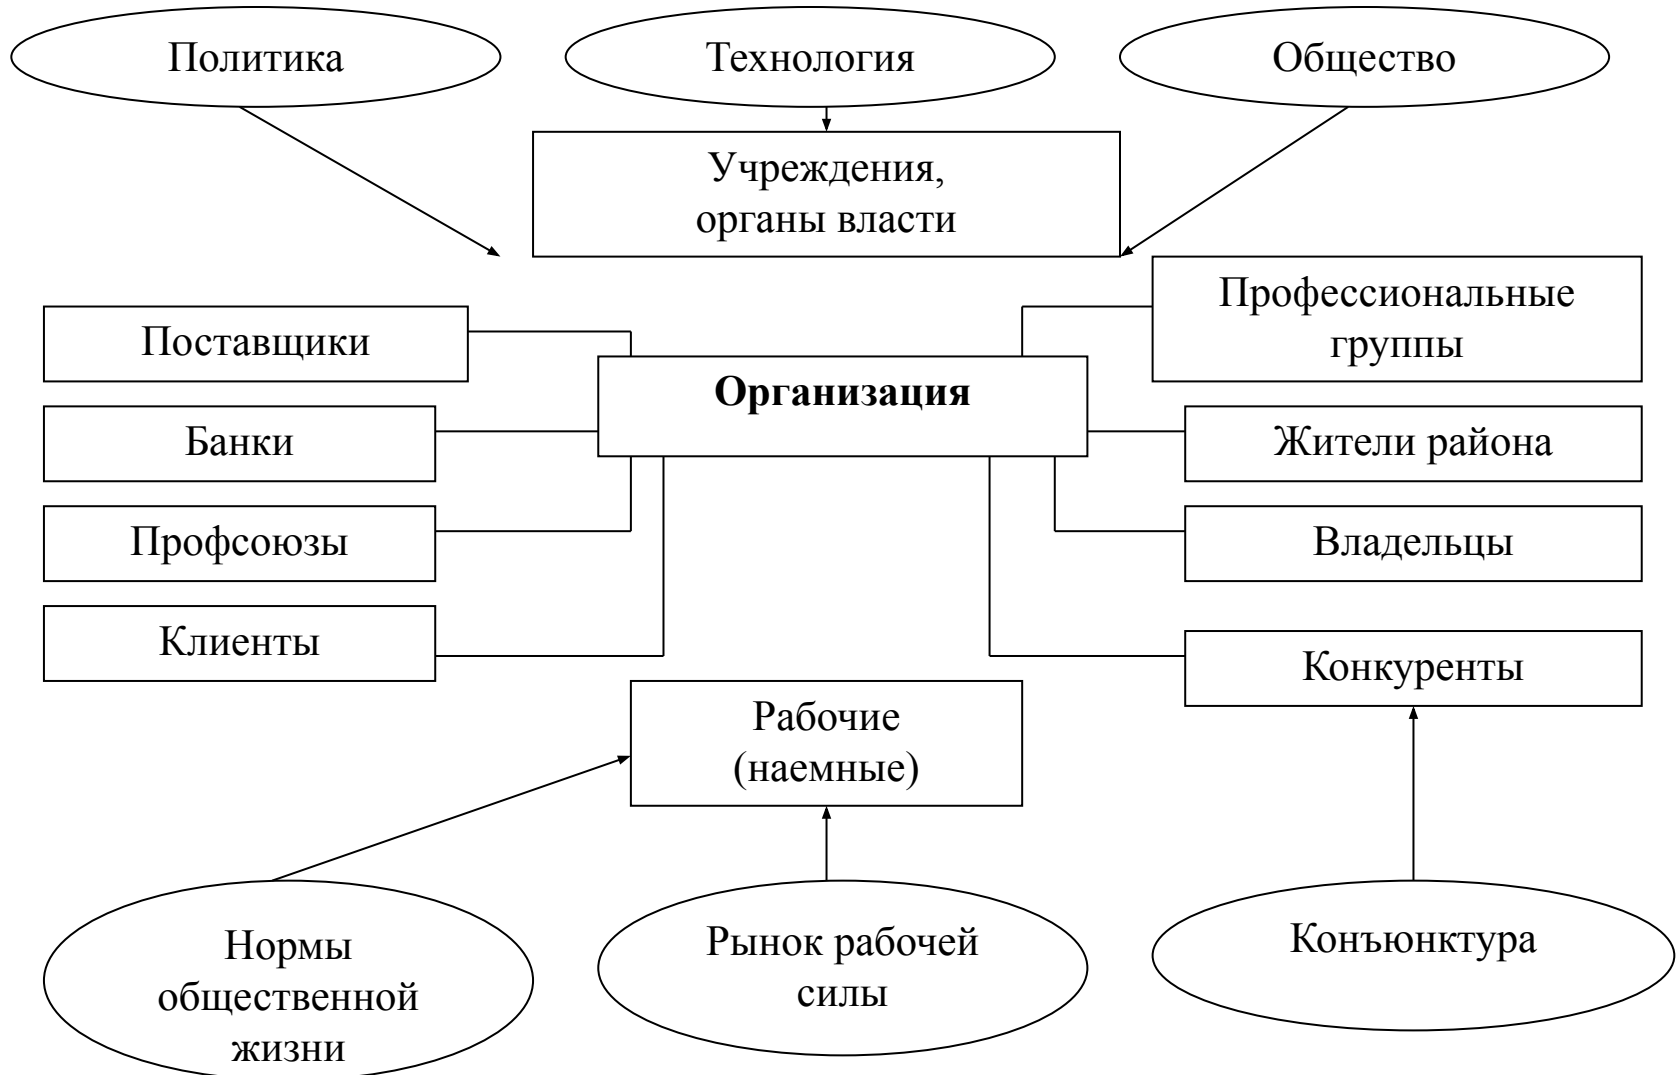 Политика
Технология
Общество
Учреждения,
органы власти
Профессиональные
группы
Поставщики
Организация
Банки
Жители района
Профсоюзы
Владельцы
Клиенты
Конкуренты
Рабочие
(наемные)
Нормы
общественной
жизни
Рынок рабочей
силы
Конъюнктура